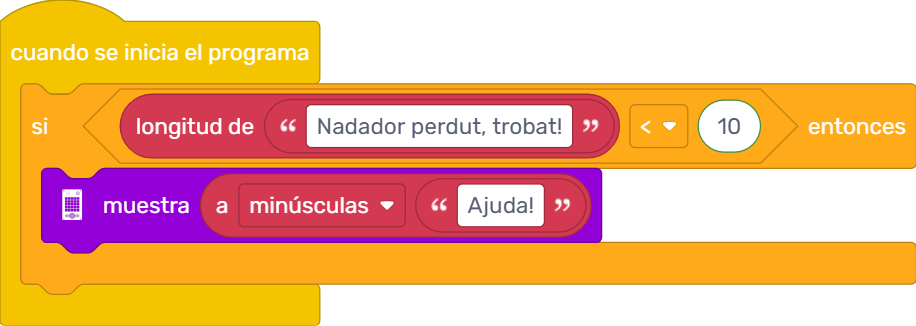 cuando se inicia el programa
si longitud de “ Nadador perdut, trobat! ” < 10 entonces
muestra a minúsculas “ Ajuda! ”